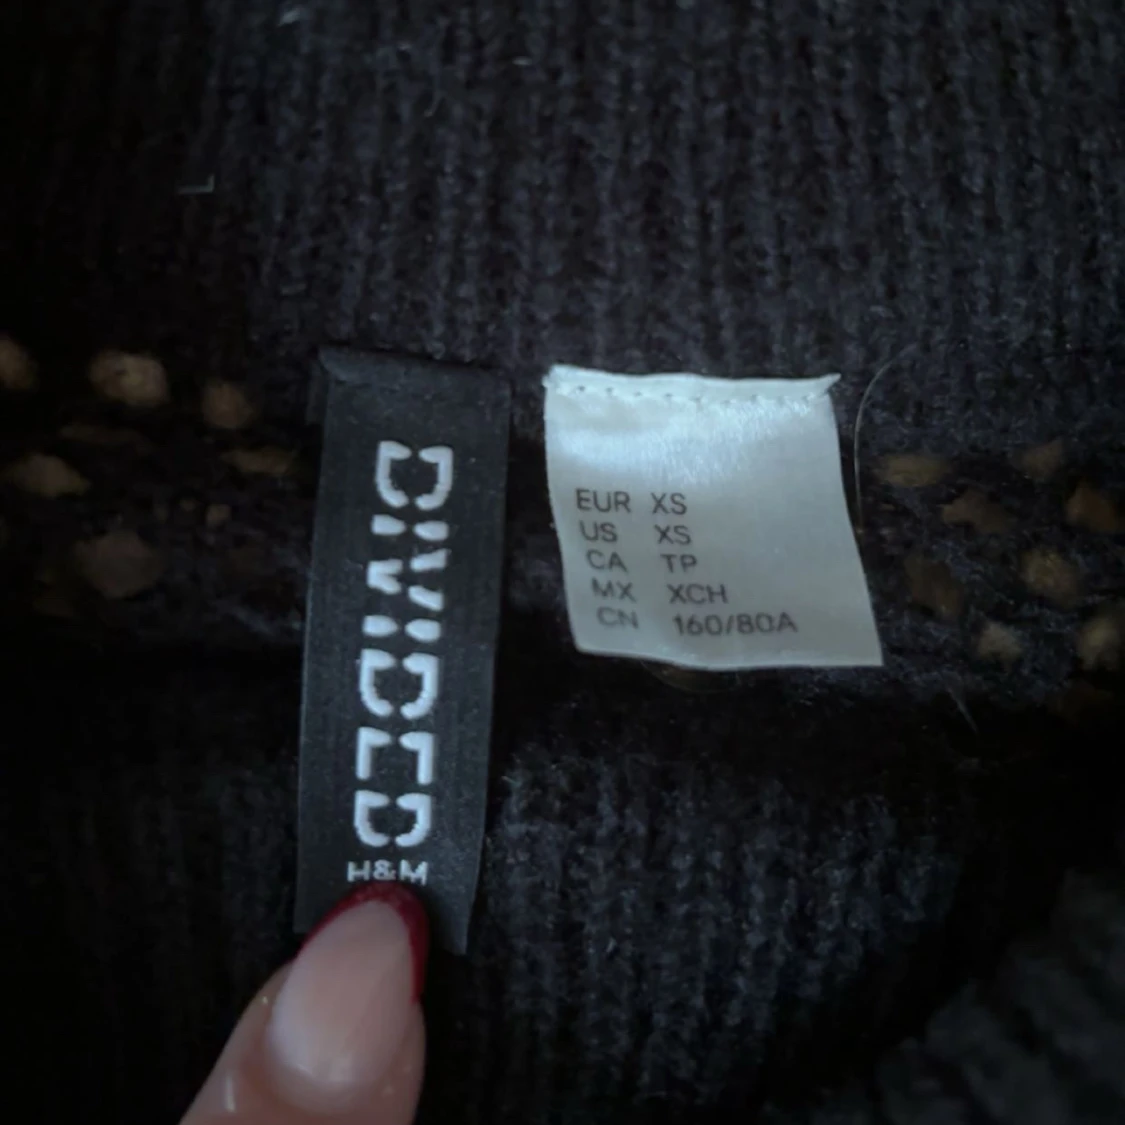 DIVIDED
H&M
EUR XS
US XS
CA TP
MX XCH
CN 160/80A